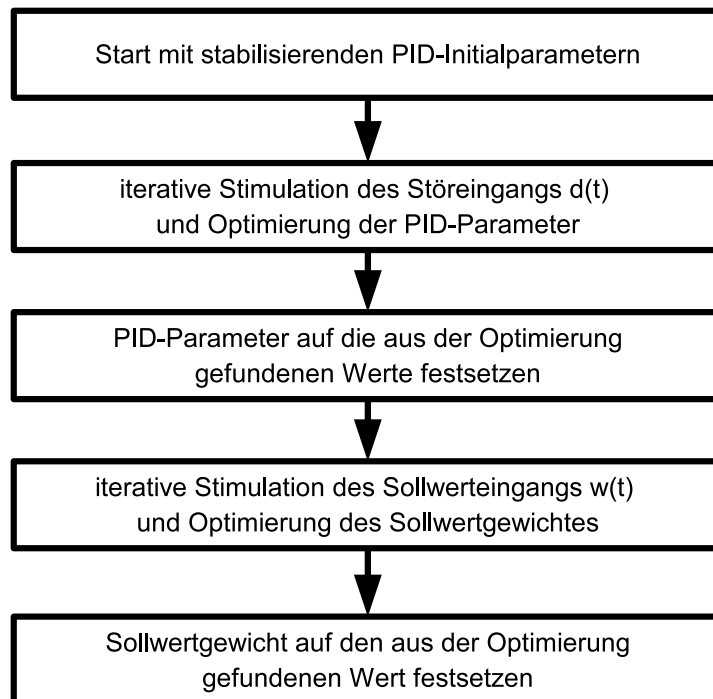 Start mit stabilisierenden PID-Initialparametern
iterative Stimulation des Störeingangs d(t)
und Optimierung der PID-Parameter
PID-Parameter auf die aus der Optimierung
gefundenen Werte festsetzen
iterative Stimulation des Sollwerteingangs w(t)
und Optimierung des Sollwertgewichtes
Sollwertgewicht auf den aus der Optimierung
gefundenen Wert festsetzen